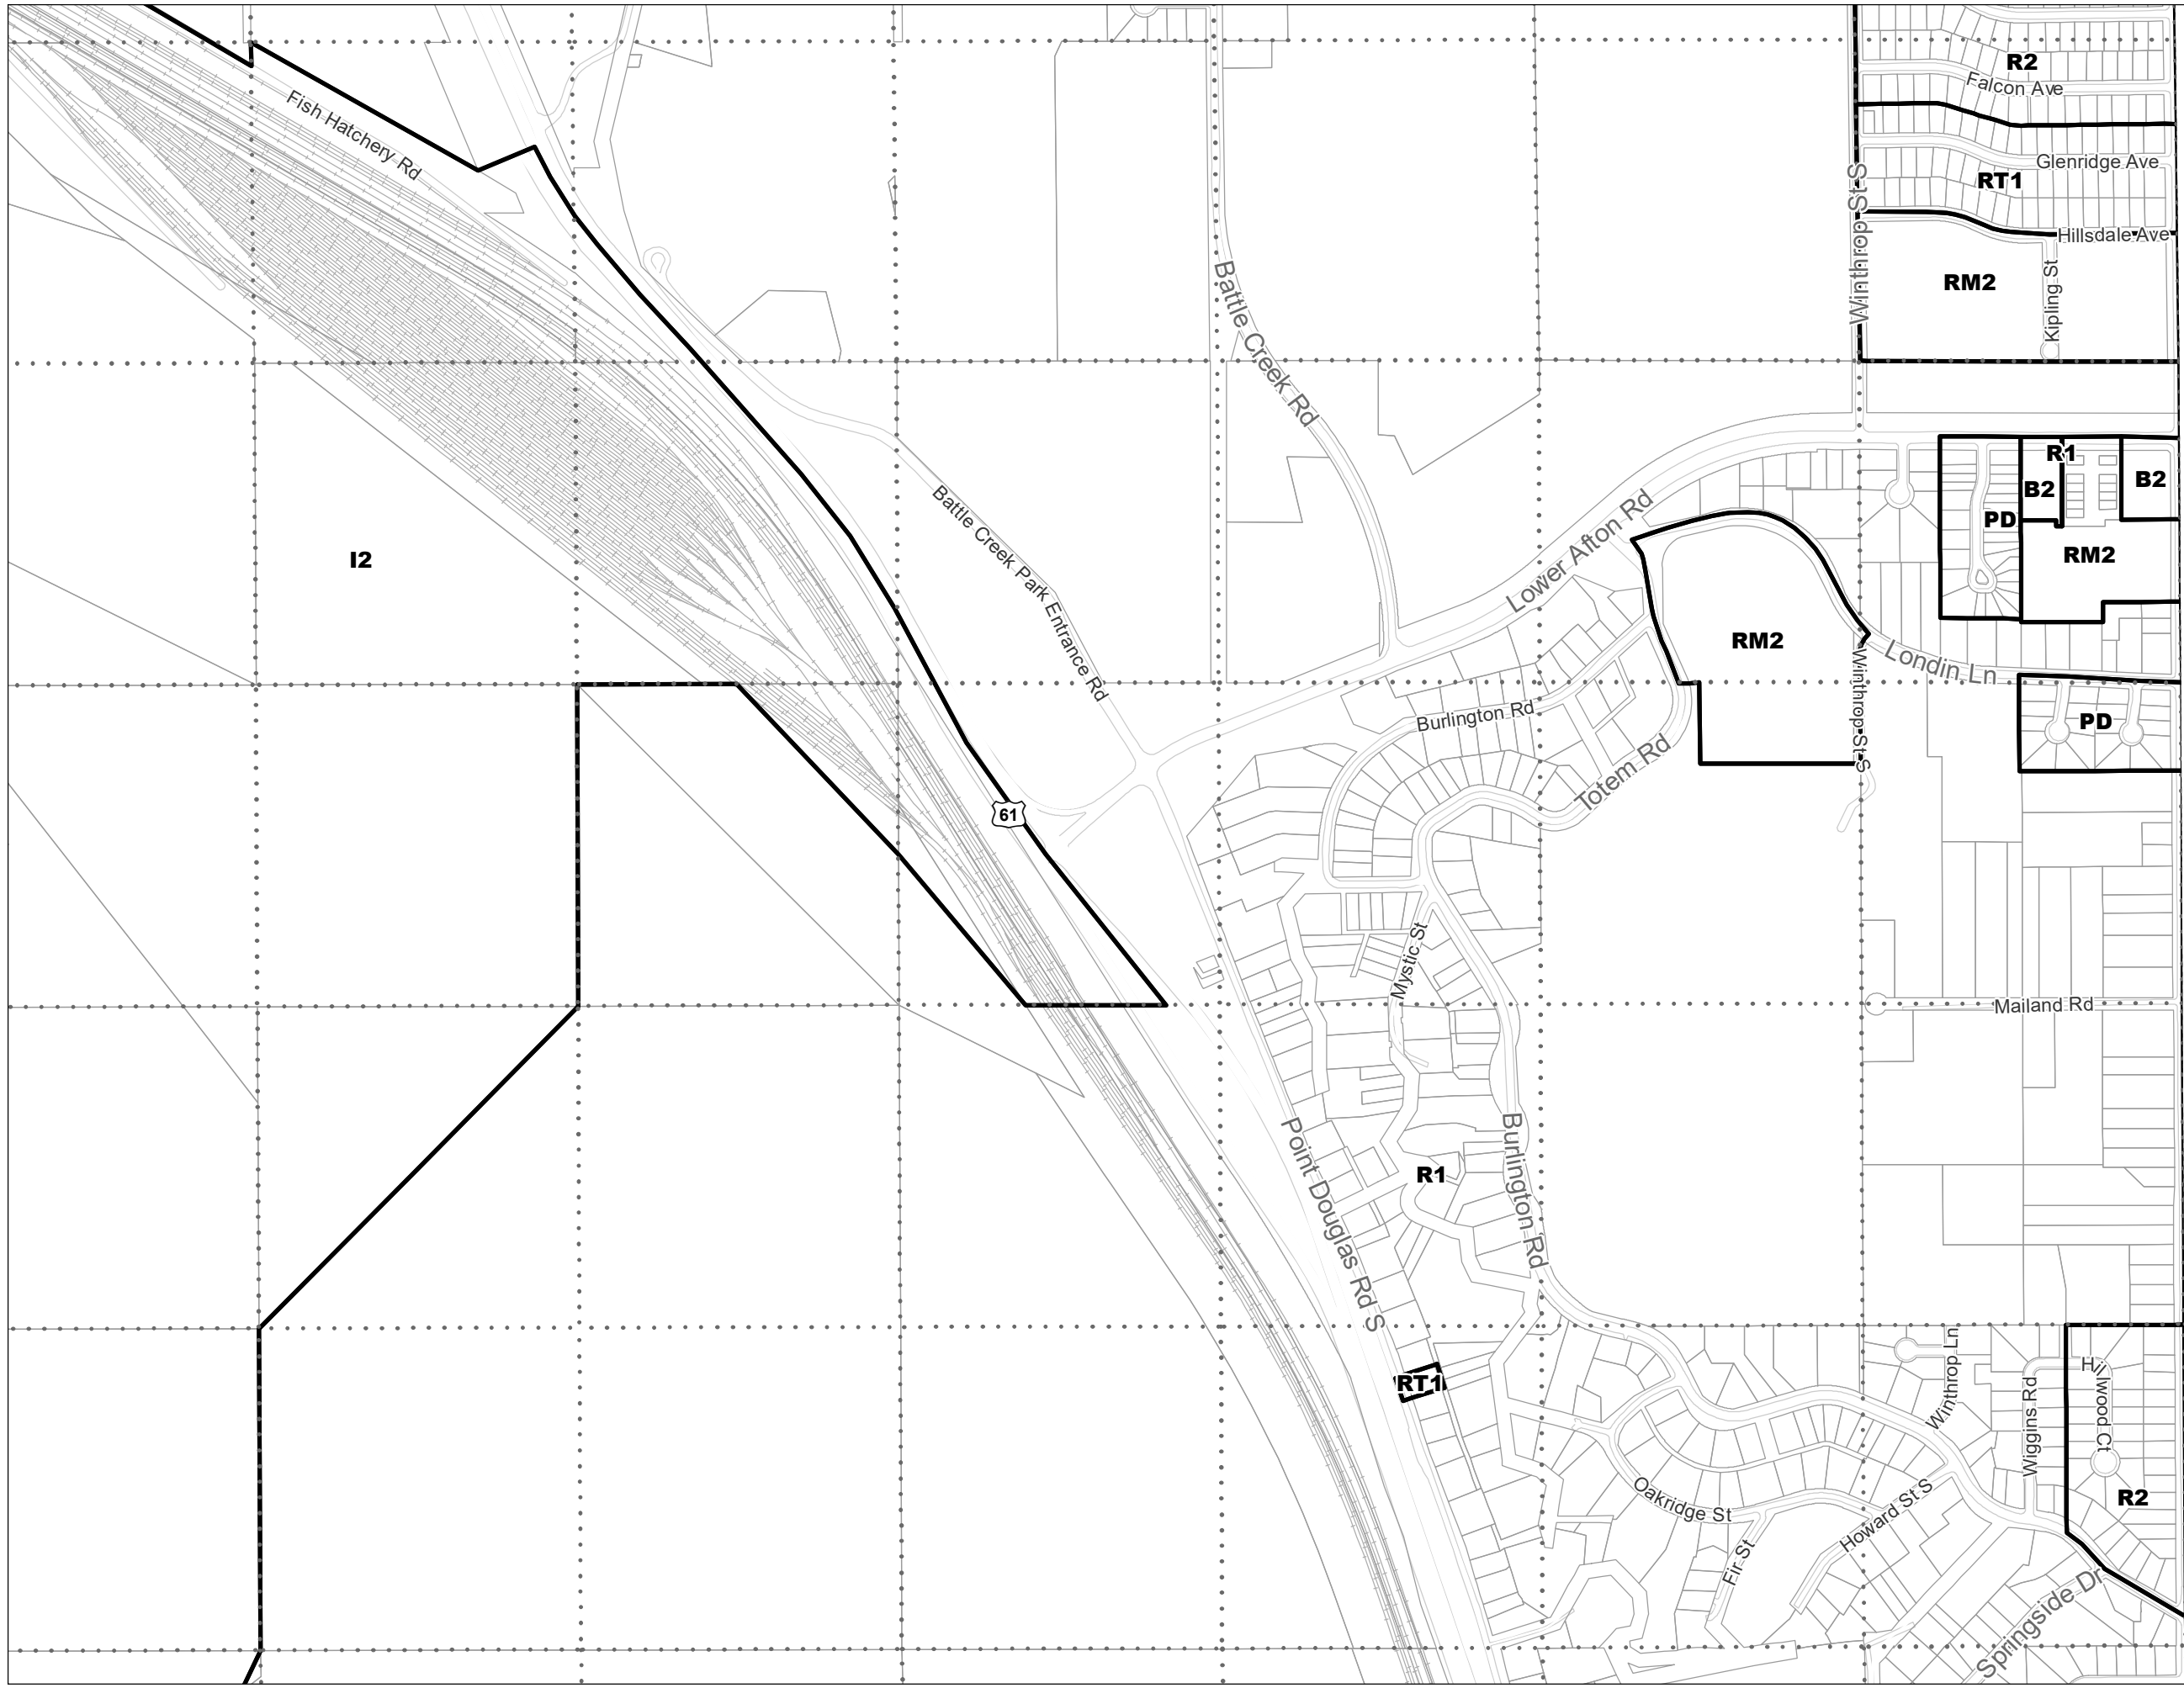 R2
Falcon Ave
Fish Hatchery Rd
Glenridge Ave
RT1
Winthrop St S
Hillsdale Ave
RM2
Kipling St
Battle Creek Rd
R1
B2
B2
PD
RM2
Lower Afton Rd
Battle Creek Park Entrance Rd
I2
RM2
Londin Ln
Winthrop St S
PD
Burlington Rd
Totem Rd
61
Mystic St
Mailand Rd
Point Douglas Rd S
R1
Burlington Rd
RT1
Winthrop Ln
Hillwood Ct
Wiggins Rd
R2
Oakridge St
Howard St S
Fir St
Springside Dr